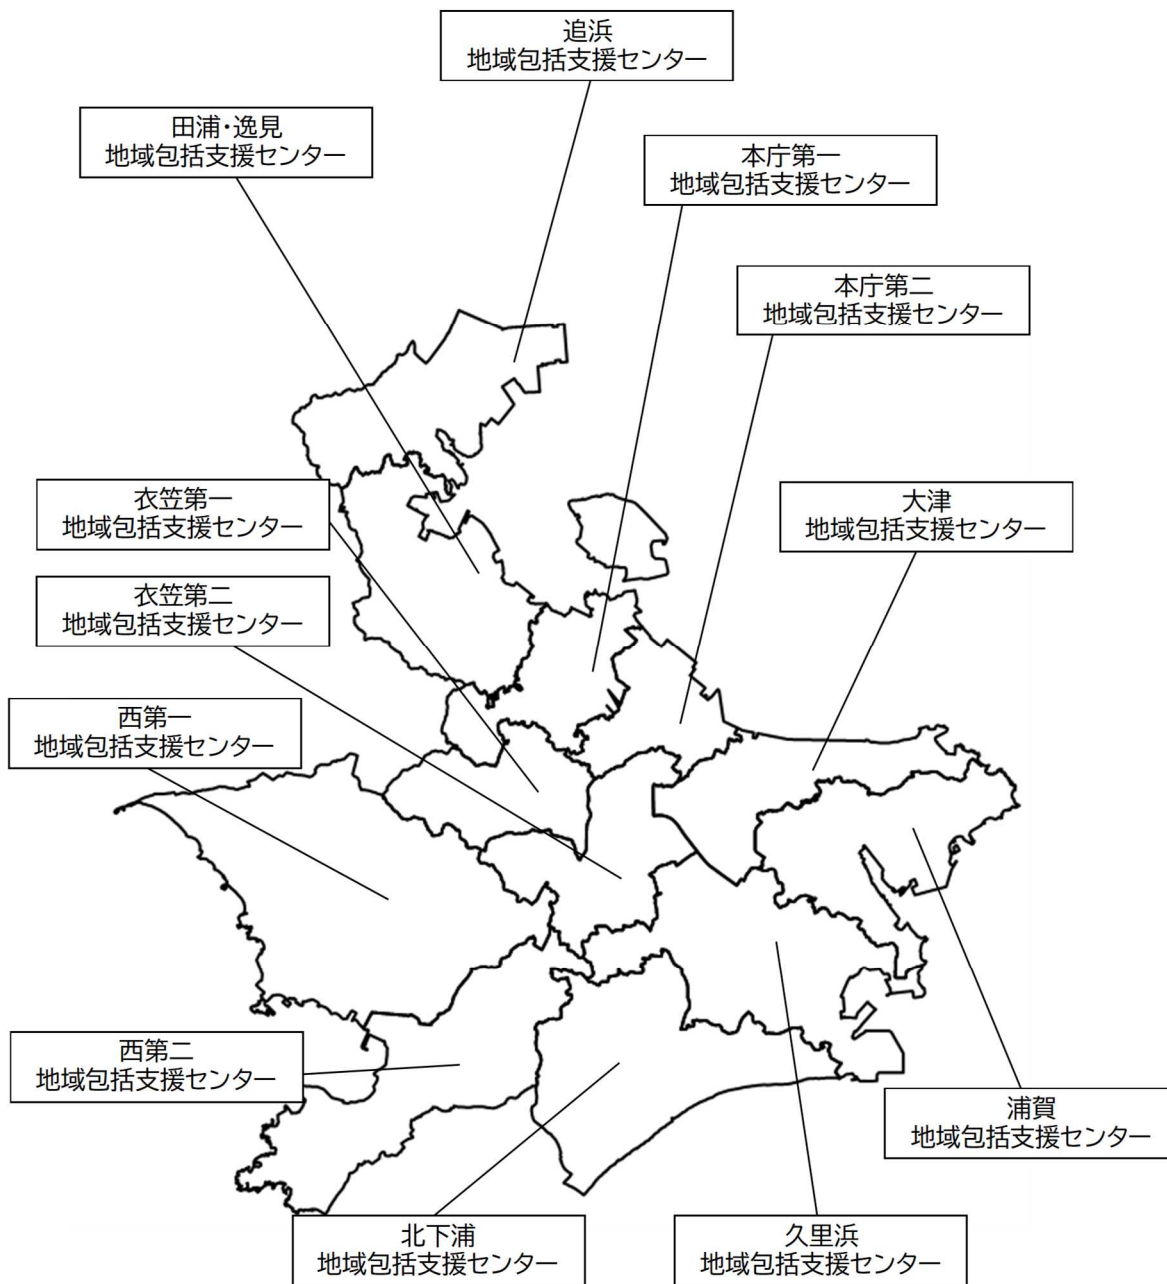 追浜
地域包括支援センター
田浦・逸見
地域包括支援センター
本庁第一
地域包括支援センター
本庁第二
地域包括支援センター
衣笠第一
地域包括支援センター
大津
地域包括支援センター
衣笠第二
地域包括支援センター
西第一
地域包括支援センター
西第二
地域包括支援センター
浦賀
地域包括支援センター
北下浦
地域包括支援センター
久里浜
地域包括支援センター